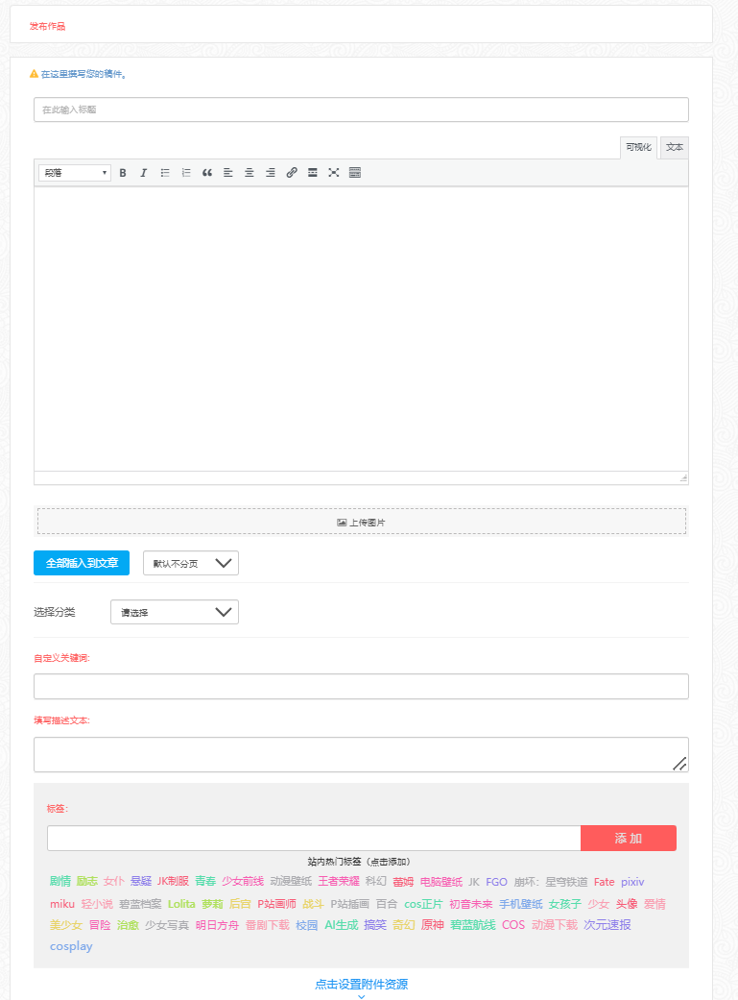 发布作品
在这里撰写您的稿件。
在此输入标题
可视化 文本
段落 B I
上传图片
全部插入到文章 默认不分页
选择分类 请选择
自定义关键词:
填写描述文本:
标签:
添 加
站内热门标签（点击添加）
剧情 励志 女仆 悬疑 JK制服 青春 少女前线 动漫壁纸 王者荣耀 科幻 蕾姆 电脑壁纸 JK FGO 崩坏：星穹铁道 Fate pixiv
miku 轻小说 碧蓝档案 Lolita 萝莉 后宫 P站画师 战斗 P站插画 百合 cos正片 初音未来 手机壁纸 女孩子 少女 头像 爱情
美少女 冒险 治愈 少女写真 明日方舟 番剧下载 校园 AI生成 搞笑 奇幻 原神 碧蓝航线 COS 动漫下载 次元速报
cosplay
点击设置附件资源